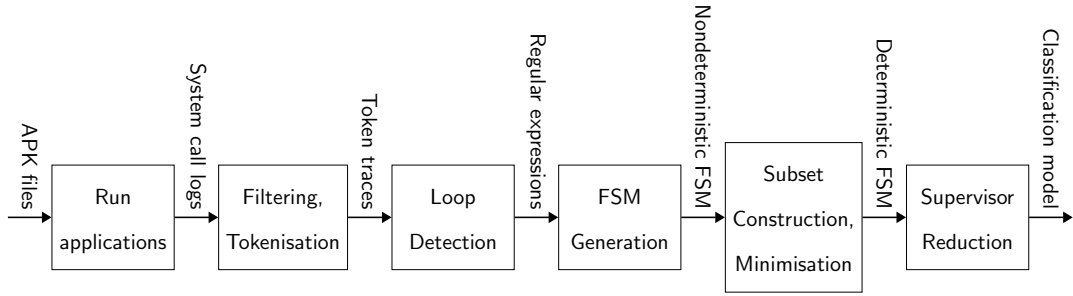 APK files
Run
applications
System call logs
Filtering,
Tokenisation
Token traces
Loop
Detection
Regular expressions
FSM
Generation
Nondeterministic FSM
Subset
Construction,
Minimisation
Deterministic FSM
Supervisor
Reduction
Classification model